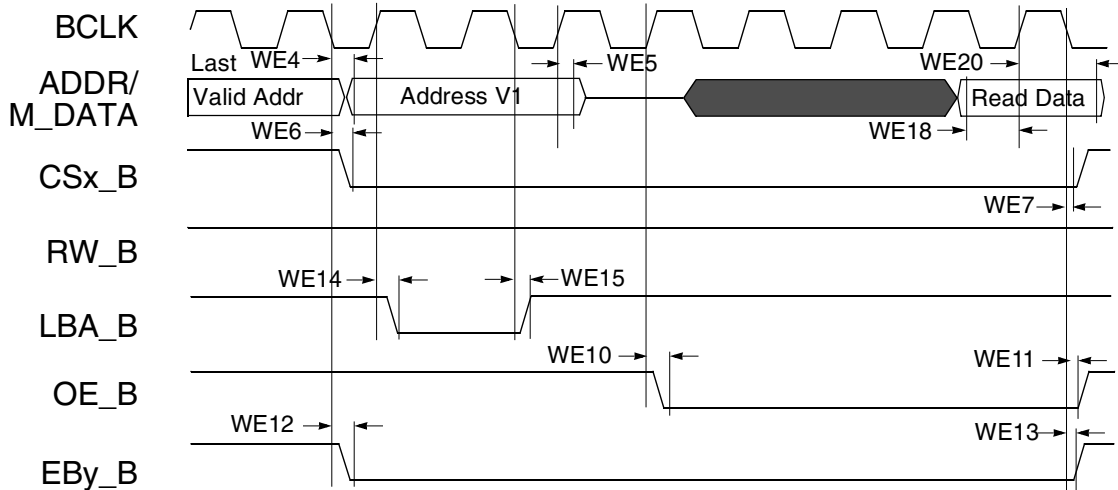 BCLK
Last WE4 WE5 WE20
ADDR/
M_DATA
Valid Addr Address V1 Read Data
WE6 WE18
CSx_B
WE7
RW_B
WE14 WE15
LBA_B
WE10 WE11
OE_B
WE12 WE13
EBy_B